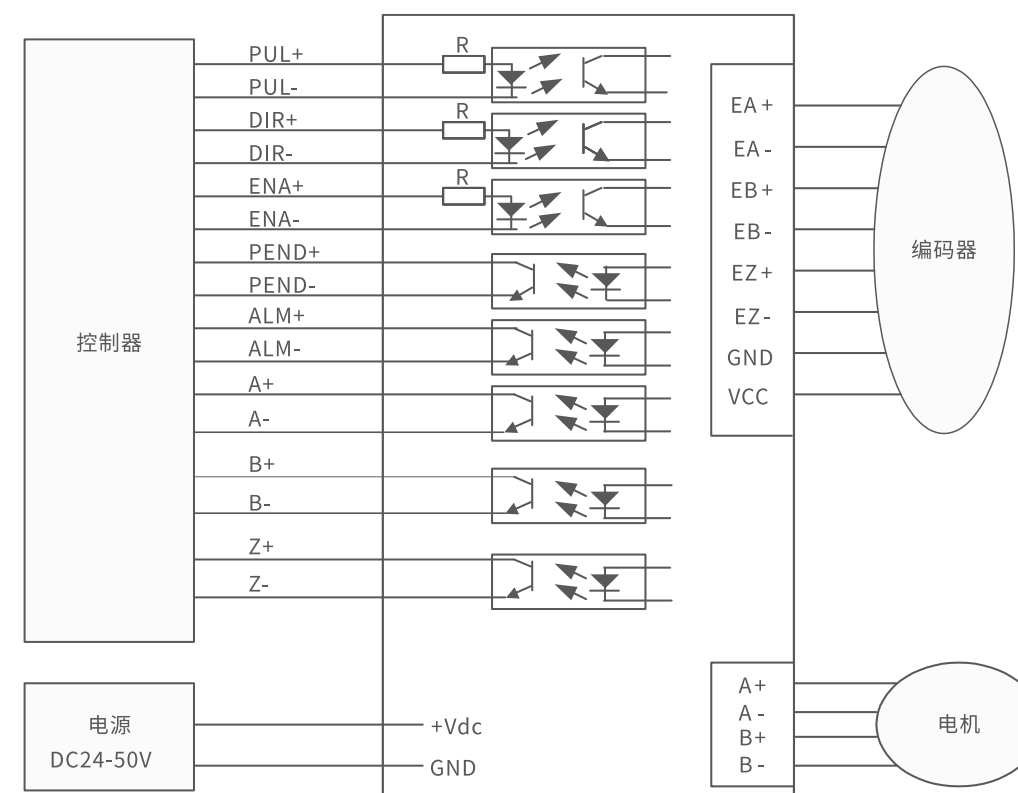 控制器
PUL+
PUL-
DIR+
DIR-
ENA+
ENA-
PEND+
PEND-
ALM+
ALM-
A+
A-
B+
B-
Z+
Z-
R
R
R
EA+
EA-
EB+
EB-
EZ+
EZ-
GND
VCC
编码器
电源
DC24-50V
+Vdc
GND
A+
A-
B+
B-
电机